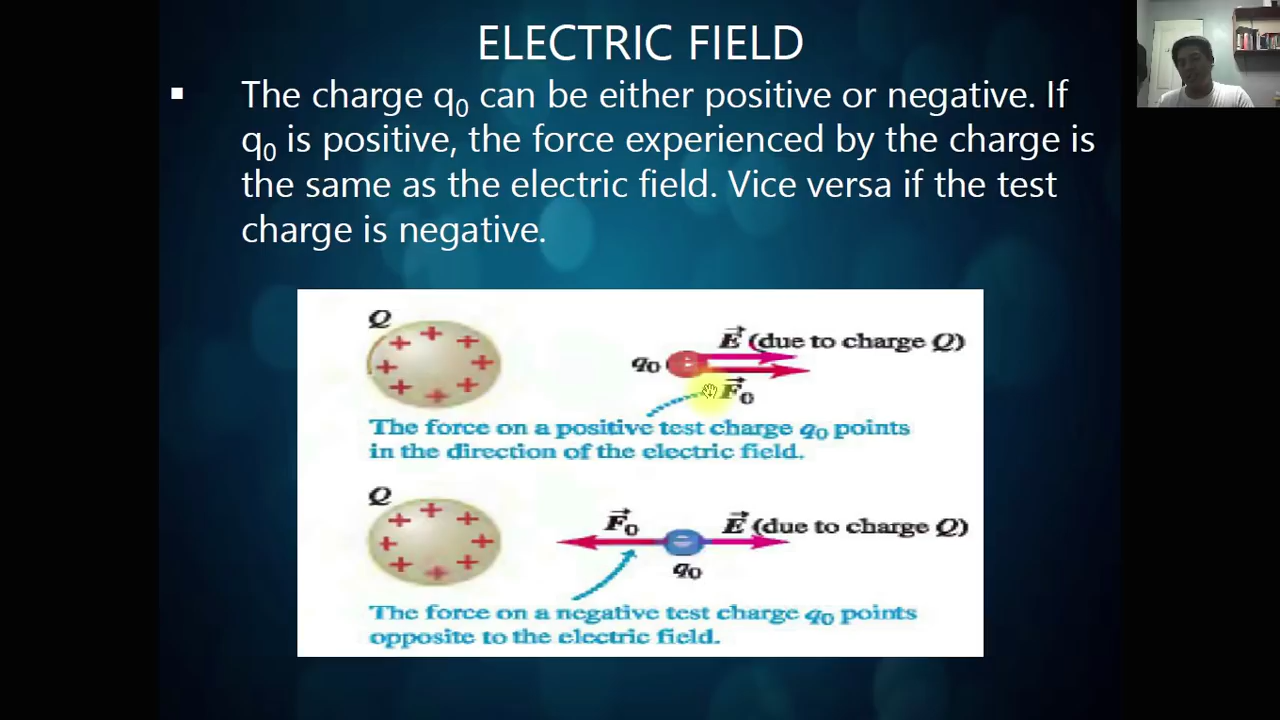 ELECTRIC FIELD
▪ The charge q₀ can be either positive or negative. If
q₀ is positive, the force experienced by the charge is
the same as the electric field. Vice versa if the test
charge is negative.
Q
+ + + + + + + +
E⃗ (due to charge Q)
q₀ +
F⃗₀
The force on a positive test charge q₀ points
in the direction of the electric field.
Q
+ + + + + + + +
F⃗₀
E⃗ (due to charge Q)
−
q₀
The force on a negative test charge q₀ points
opposite to the electric field.